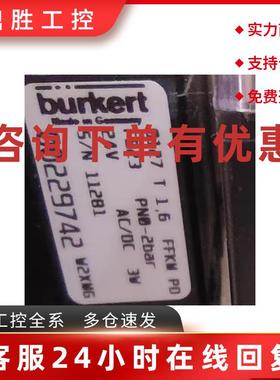 胜工控
实力
支持
免费
burkert
Made in Germany
T 1,6 FFKM PD
PN0-2bar
AC/DC 3W
S/N 11281
229742 W2XMG
咨询下单有优惠
工控全系 多仓速发
客服24小时在线回复